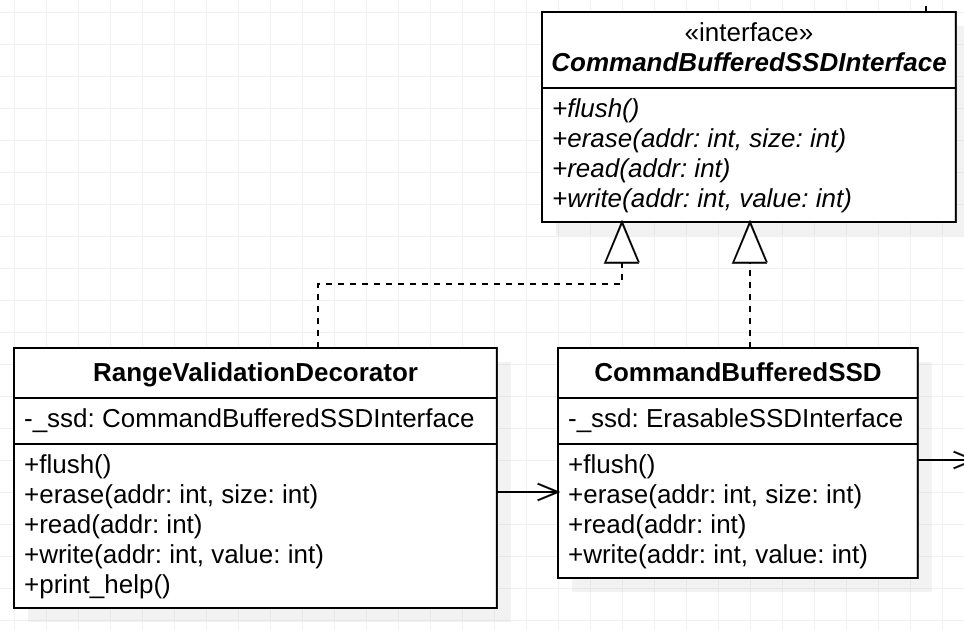 «interface»
CommandBufferedSSDInterface
+flush()
+erase(addr: int, size: int)
+read(addr: int)
+write(addr: int, value: int)
RangeValidationDecorator
-_ssd: CommandBufferedSSDInterface
+flush()
+erase(addr: int, size: int)
+read(addr: int)
+write(addr: int, value: int)
+print_help()
CommandBufferedSSD
-_ssd: ErasableSSDInterface
+flush()
+erase(addr: int, size: int)
+read(addr: int)
+write(addr: int, value: int)